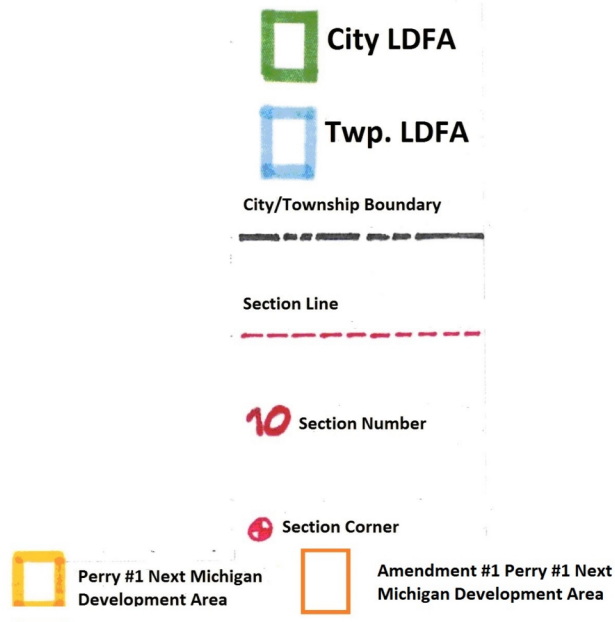 City LDFA
Twp. LDFA
City/Township Boundary
Section Line
10 Section Number
Section Corner
Perry #1 Next Michigan
Development Area
Amendment #1 Perry #1 Next
Michigan Development Area